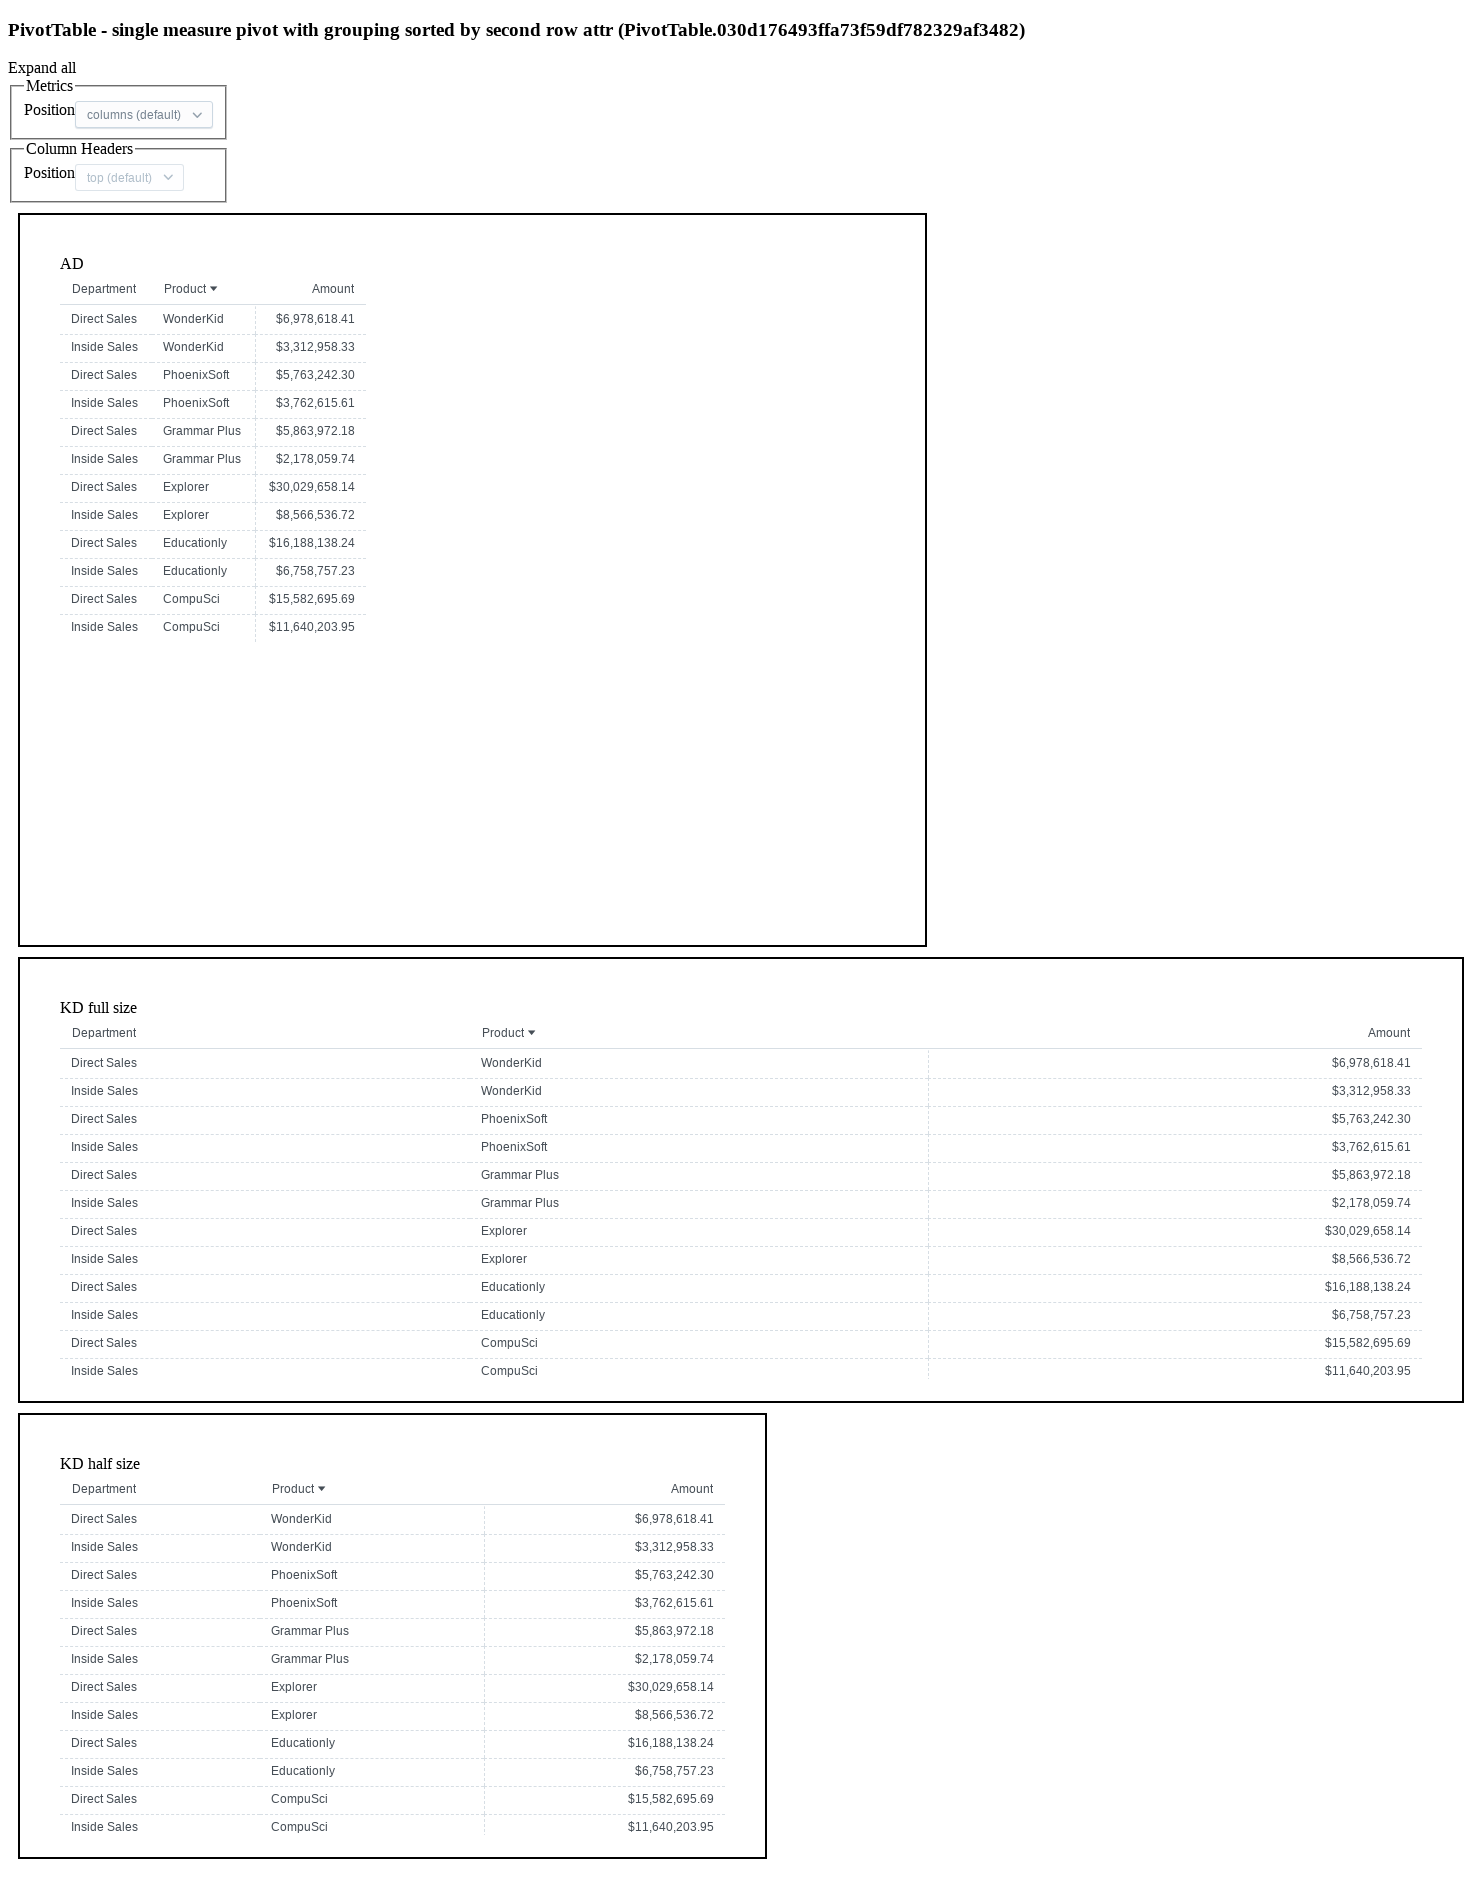 PivotTable - single measure pivot with grouping sorted by second row attr (PivotTable.030d176493ffa73f59df782329af3482)
Expand all
Metrics
Position columns (default)
Column Headers
Position top (default)
AD
Department Product Amount
Direct Sales WonderKid $6,978,618.41
Inside Sales WonderKid $3,312,958.33
Direct Sales PhoenixSoft $5,763,242.30
Inside Sales PhoenixSoft $3,762,615.61
Direct Sales Grammar Plus $5,863,972.18
Inside Sales Grammar Plus $2,178,059.74
Direct Sales Explorer $30,029,658.14
Inside Sales Explorer $8,566,536.72
Direct Sales Educationly $16,188,138.24
Inside Sales Educationly $6,758,757.23
Direct Sales CompuSci $15,582,695.69
Inside Sales CompuSci $11,640,203.95
KD full size
Department Product Amount
Direct Sales WonderKid $6,978,618.41
Inside Sales WonderKid $3,312,958.33
Direct Sales PhoenixSoft $5,763,242.30
Inside Sales PhoenixSoft $3,762,615.61
Direct Sales Grammar Plus $5,863,972.18
Inside Sales Grammar Plus $2,178,059.74
Direct Sales Explorer $30,029,658.14
Inside Sales Explorer $8,566,536.72
Direct Sales Educationly $16,188,138.24
Inside Sales Educationly $6,758,757.23
Direct Sales CompuSci $15,582,695.69
Inside Sales CompuSci $11,640,203.95
KD half size
Department Product Amount
Direct Sales WonderKid $6,978,618.41
Inside Sales WonderKid $3,312,958.33
Direct Sales PhoenixSoft $5,763,242.30
Inside Sales PhoenixSoft $3,762,615.61
Direct Sales Grammar Plus $5,863,972.18
Inside Sales Grammar Plus $2,178,059.74
Direct Sales Explorer $30,029,658.14
Inside Sales Explorer $8,566,536.72
Direct Sales Educationly $16,188,138.24
Inside Sales Educationly $6,758,757.23
Direct Sales CompuSci $15,582,695.69
Inside Sales CompuSci $11,640,203.95